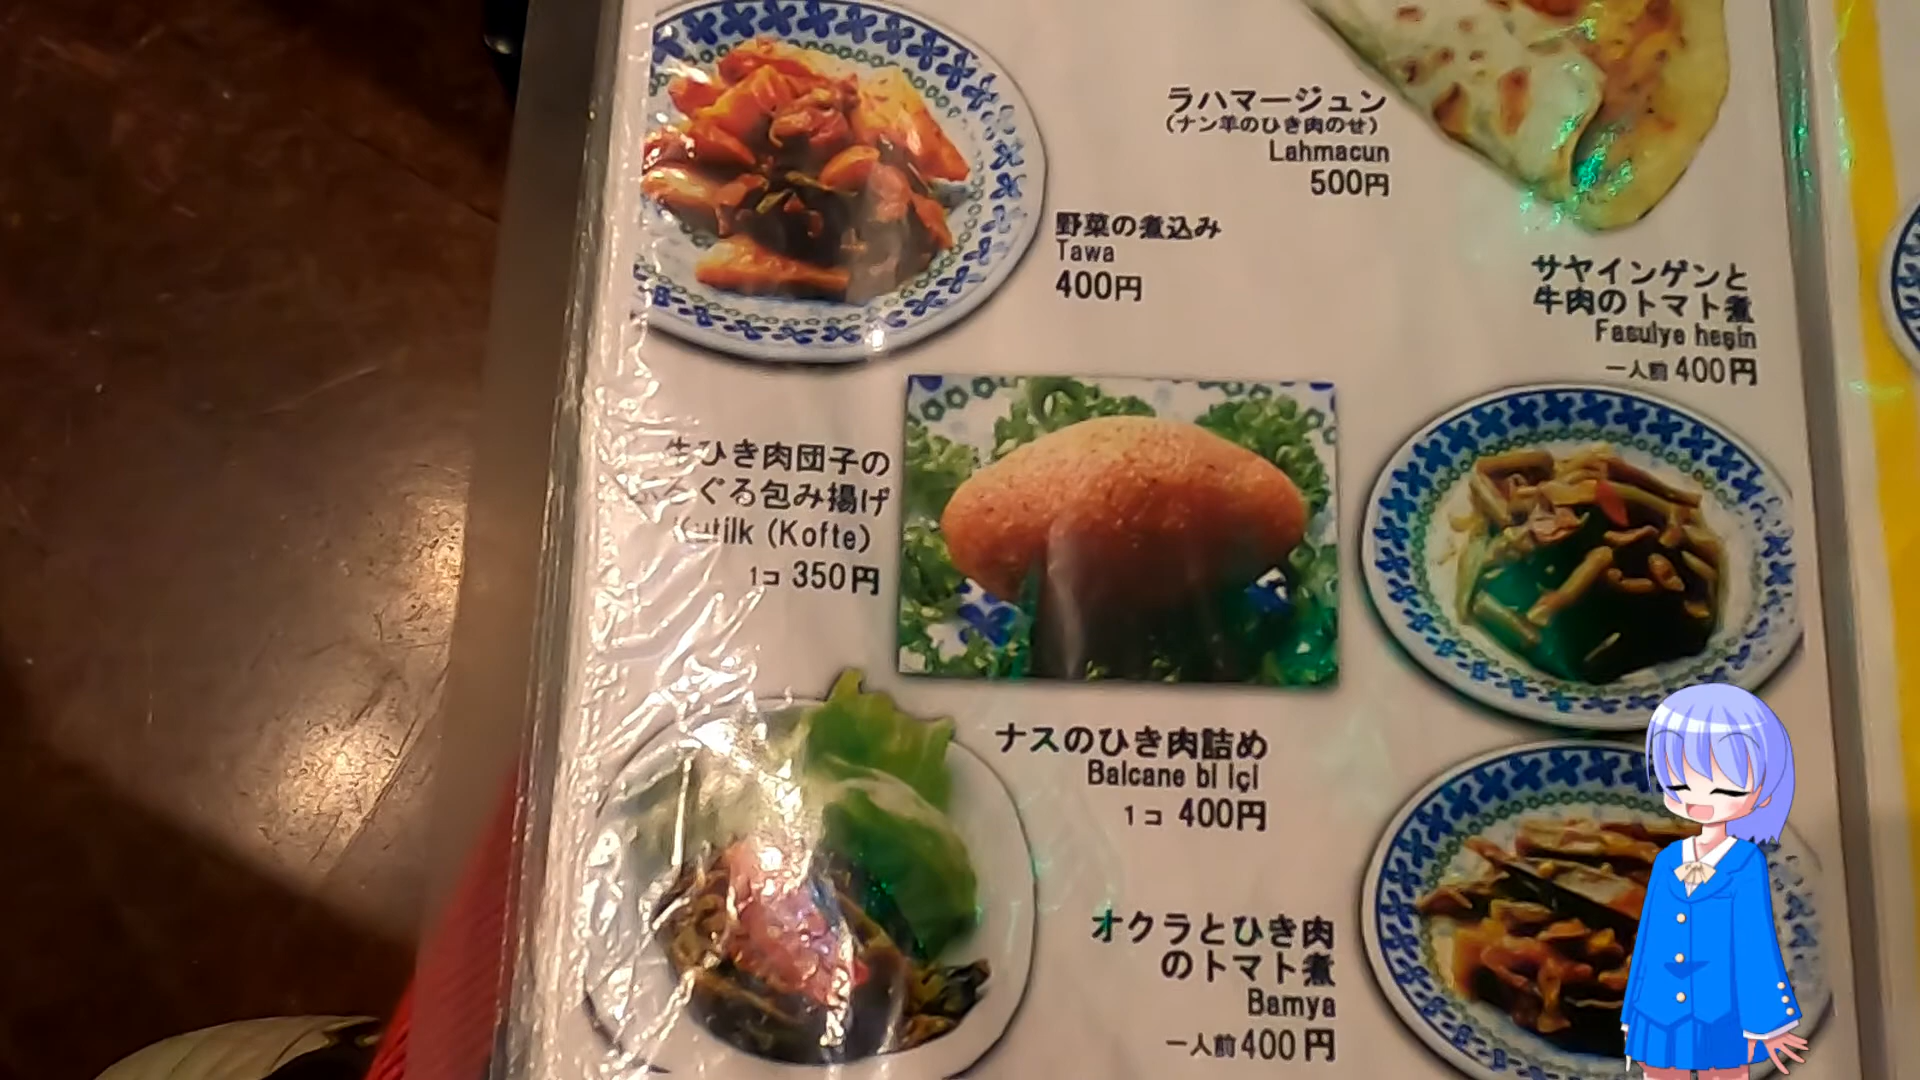 ラハマージュン
（ナン羊のひき肉のせ）
Lahmacun
500円
野菜の煮込み
Tawa
400円
サヤインゲンと
牛肉のトマト煮
Fasulye heşin
一人前 400円
生ひき肉団子の
ぐる包み揚げ
(Kofte)
1コ 350円
ナスのひき肉詰め
Balcane bi içi
1コ 400円
オクラとひき肉
のトマト煮
Bamya
一人前 400円